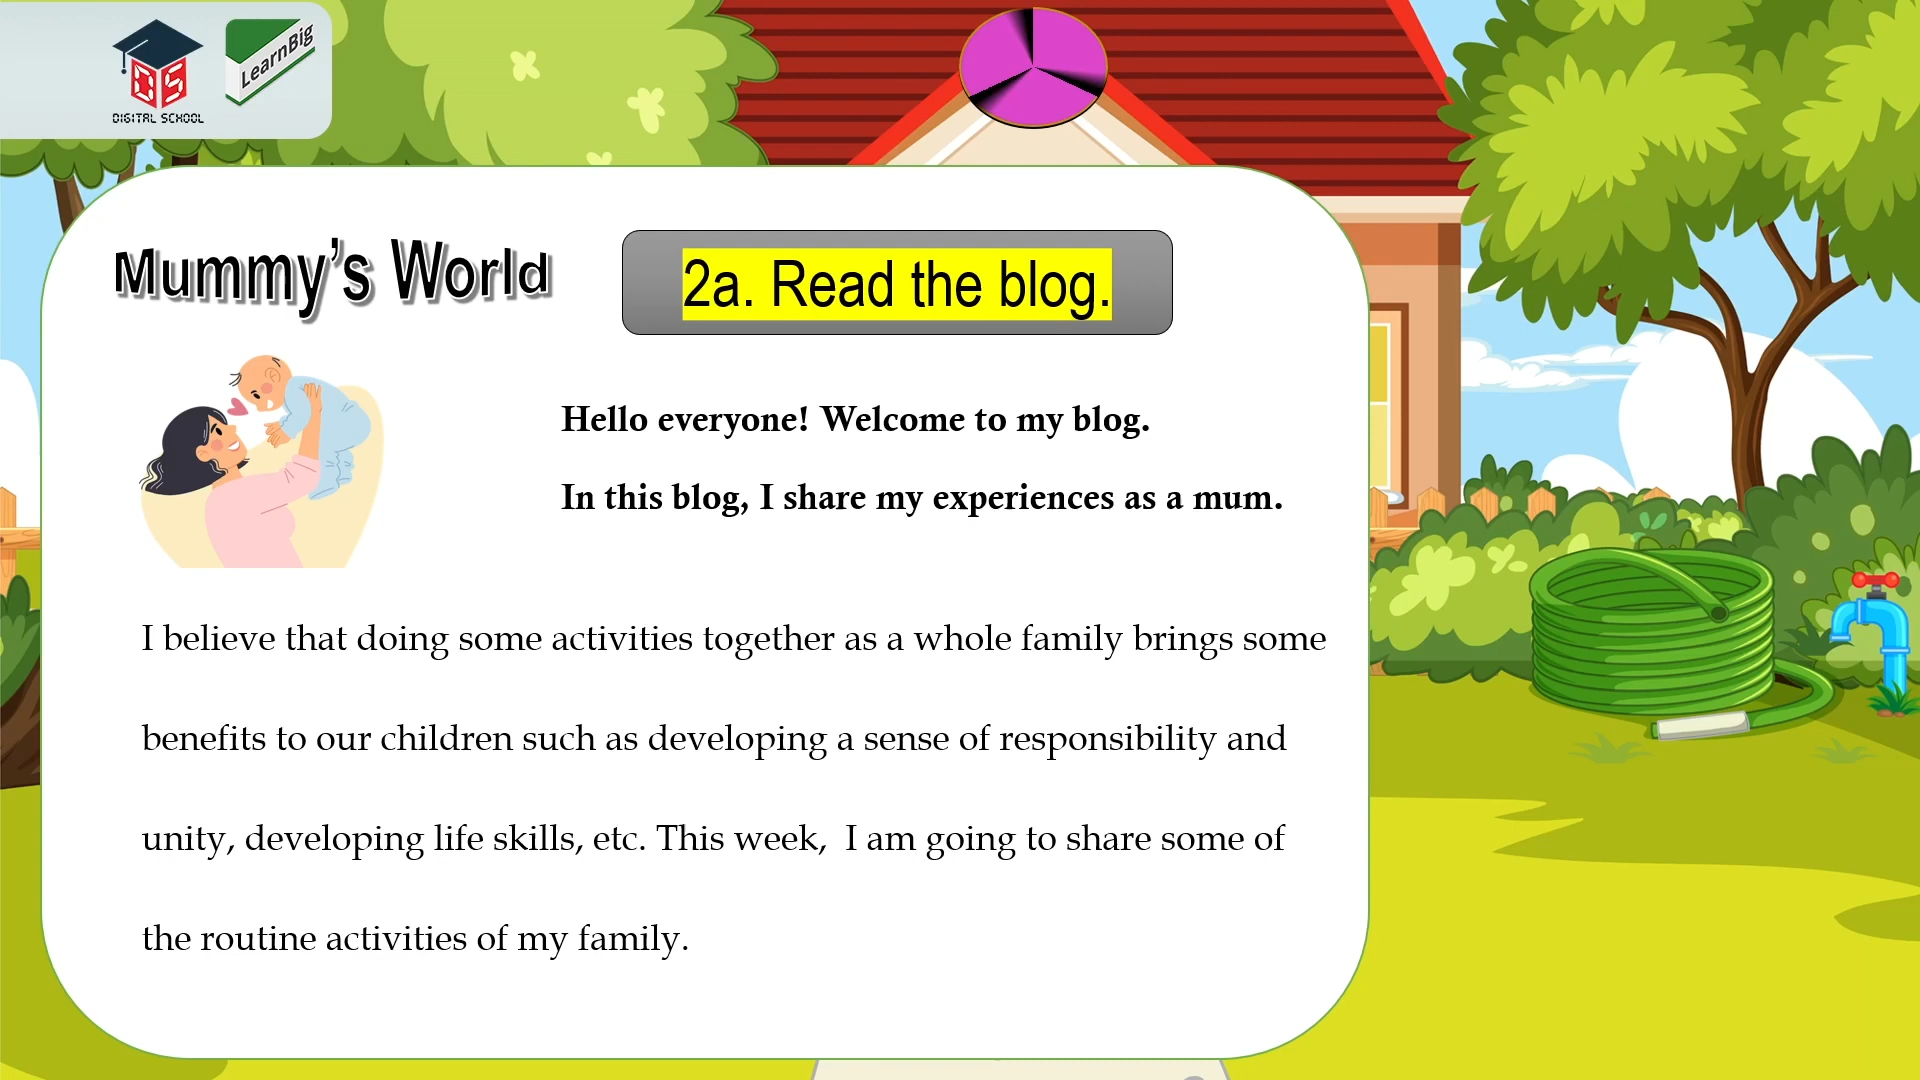 DS
DIGITAL SCHOOL
LearnBig
Mummy’s World
2a. Read the blog.
Hello everyone! Welcome to my blog.
In this blog, I share my experiences as a mum.
I believe that doing some activities together as a whole family brings some
benefits to our children such as developing a sense of responsibility and
unity, developing life skills, etc. This week,  I am going to share some of
the routine activities of my family.